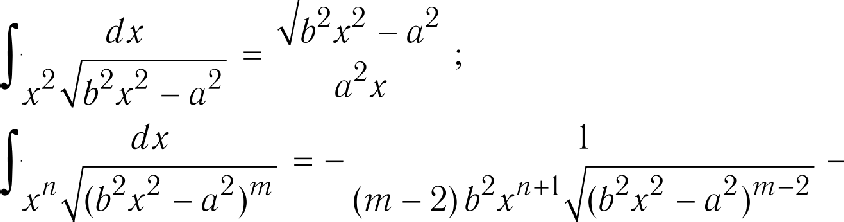 ∫ dx / (x²√(b²x² − a²)) = √(b²x² − a²) / (a²x) ;
∫ dx / (xⁿ√((b²x² − a²)ᵐ)) = − 1 / ((m − 2) b²xⁿ⁺¹√((b²x² − a²)ᵐ⁻²)) −